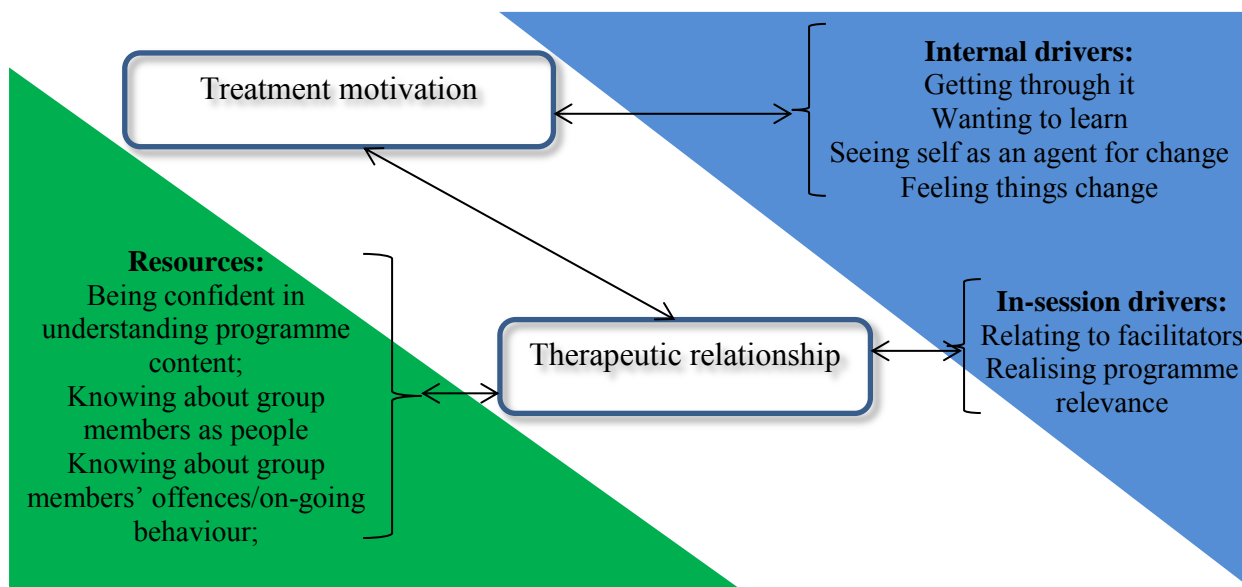 Treatment motivation
Internal drivers:
Getting through it
Wanting to learn
Seeing self as an agent for change
Feeling things change
Resources:
Being confident in
understanding programme
content;
Knowing about group
members as people
Knowing about group
members’ offences/on-going
behaviour;
Therapeutic relationship
In-session drivers:
Relating to facilitators
Realising programme
relevance